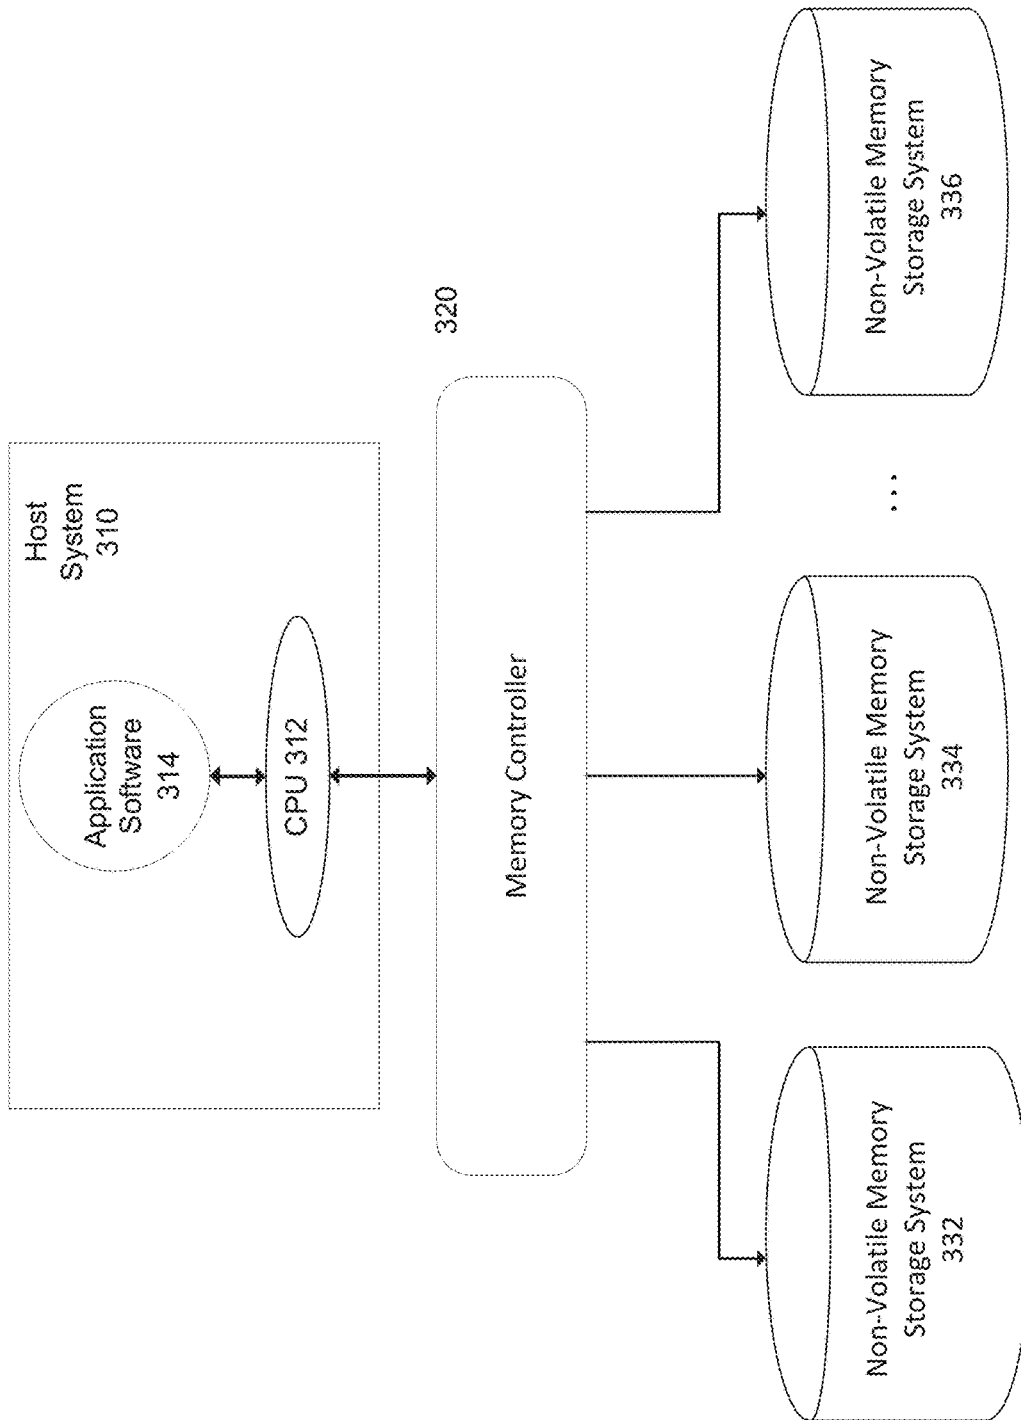 Host
System
310
Application
Software
314
CPU 312
320
Memory Controller
Non-Volatile Memory
Storage System
332
Non-Volatile Memory
Storage System
334
...
Non-Volatile Memory
Storage System
336